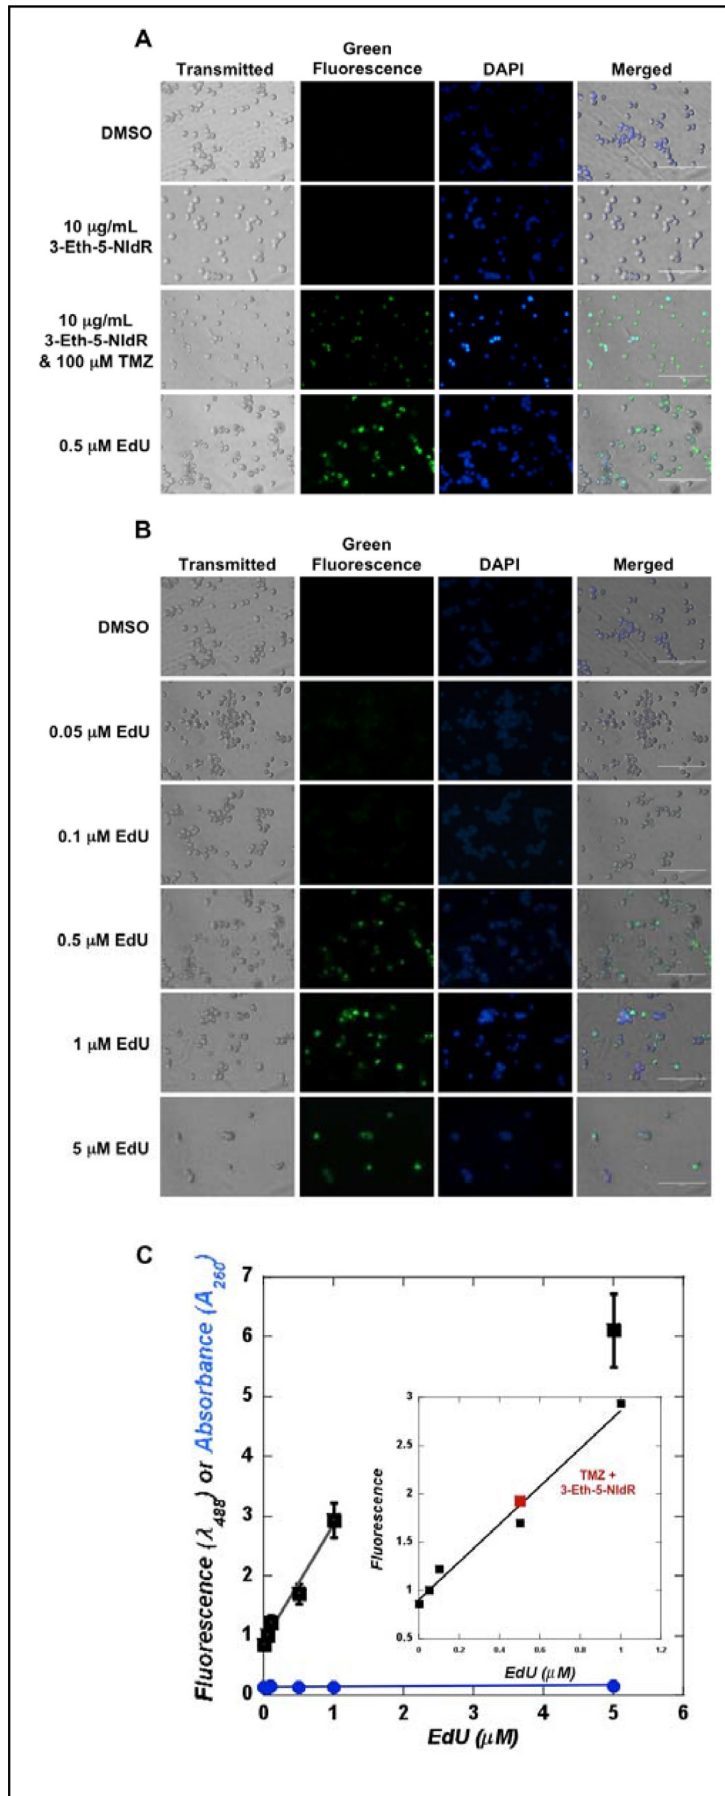 A
Transmitted
Green
Fluorescence
DAPI
Merged
DMSO
10 μg/mL
3-Eth-5-NIdR
10 μg/mL
3-Eth-5-NIdR
& 100 μM TMZ
0.5 μM EdU
B
Transmitted
Green
Fluorescence
DAPI
Merged
DMSO
0.05 μM EdU
0.1 μM EdU
0.5 μM EdU
1 μM EdU
5 μM EdU
C
Fluorescence (λ488) or Absorbance (A260)
7
6
5
4
3
2
1
0
0 1 2 3 4 5 6
EdU (μM)
Fluorescence
3
2.5
2
1.5
1
0.5
0 0.2 0.4 0.6 0.8 1 1.2
EdU (μM)
TMZ +
3-Eth-5-NIdR